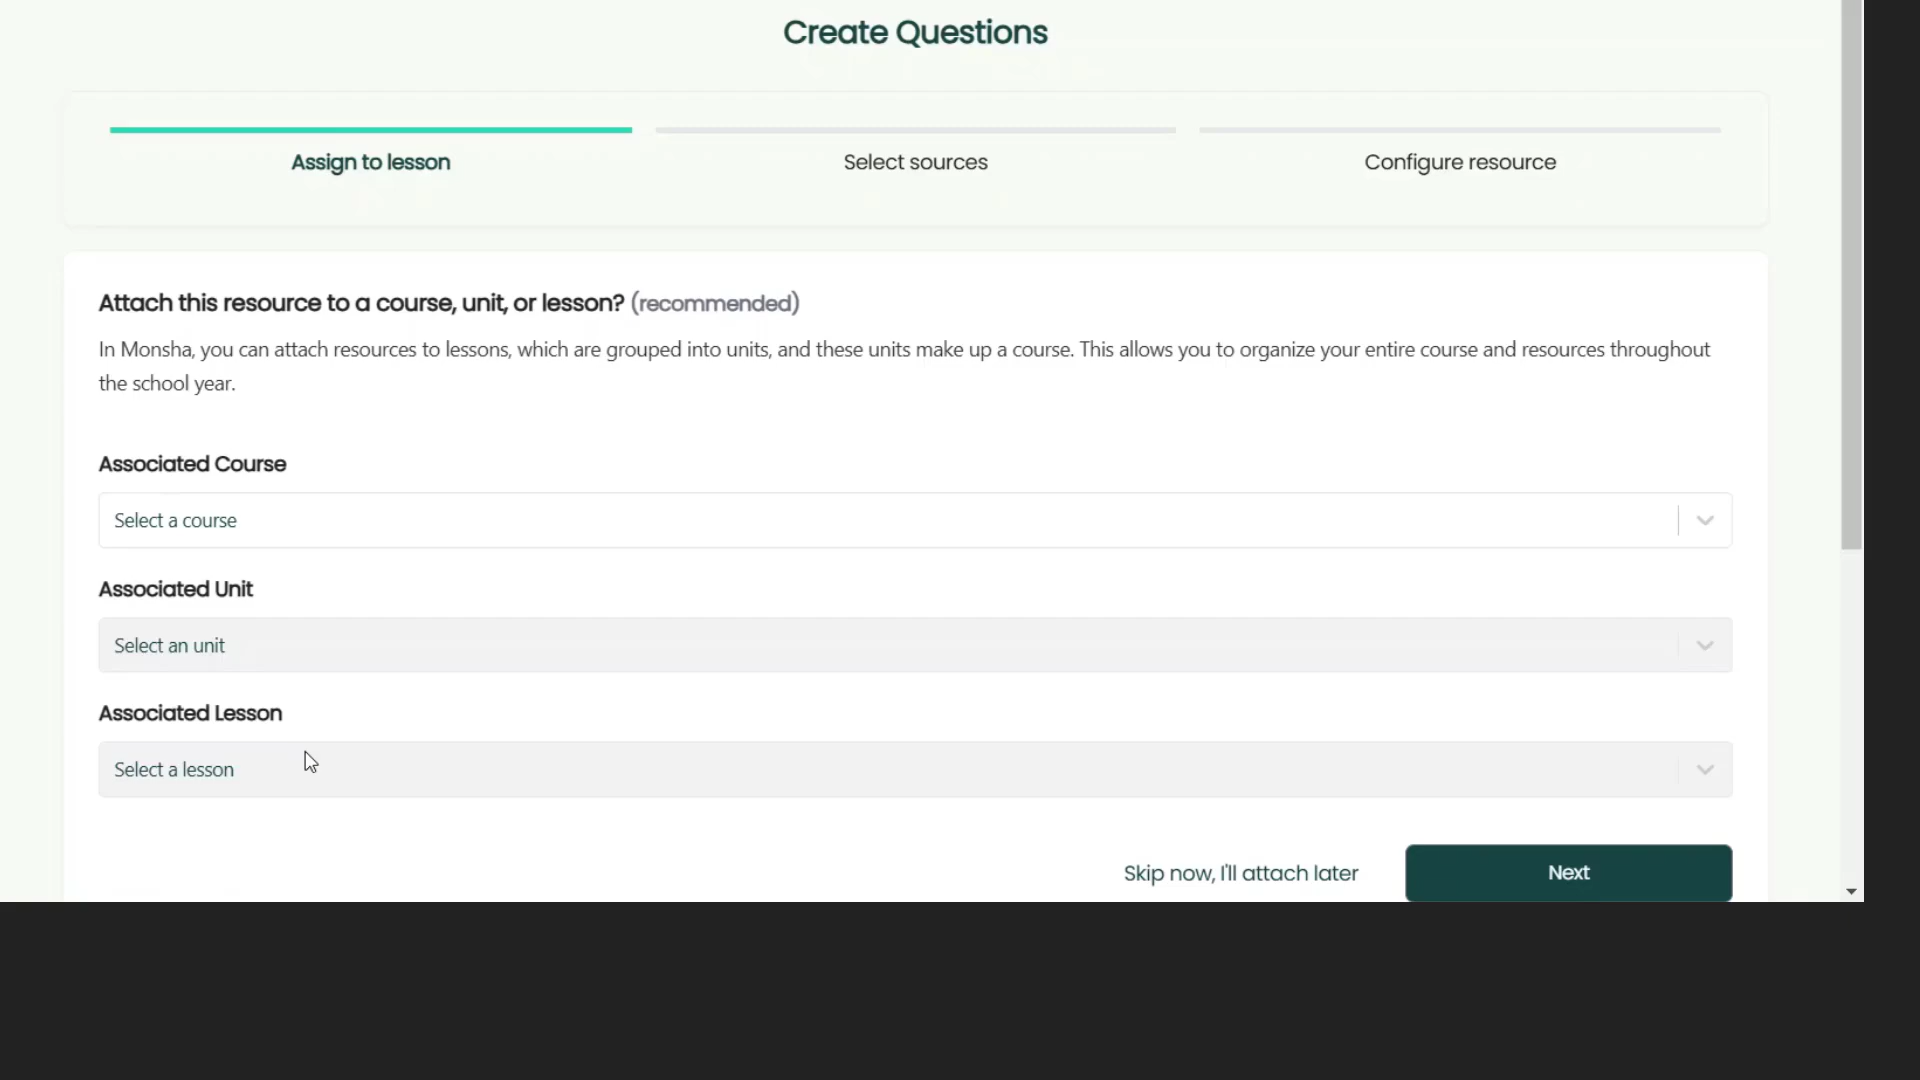 Create Questions
Assign to lesson
Select sources
Configure resource
Attach this resource to a course, unit, or lesson? (recommended)
In Monsha, you can attach resources to lessons, which are grouped into units, and these units make up a course. This allows you to organize your entire course and resources throughout
the school year.
Associated Course
Select a course
Associated Unit
Select an unit
Associated Lesson
Select a lesson
Skip now, I'll attach later
Next